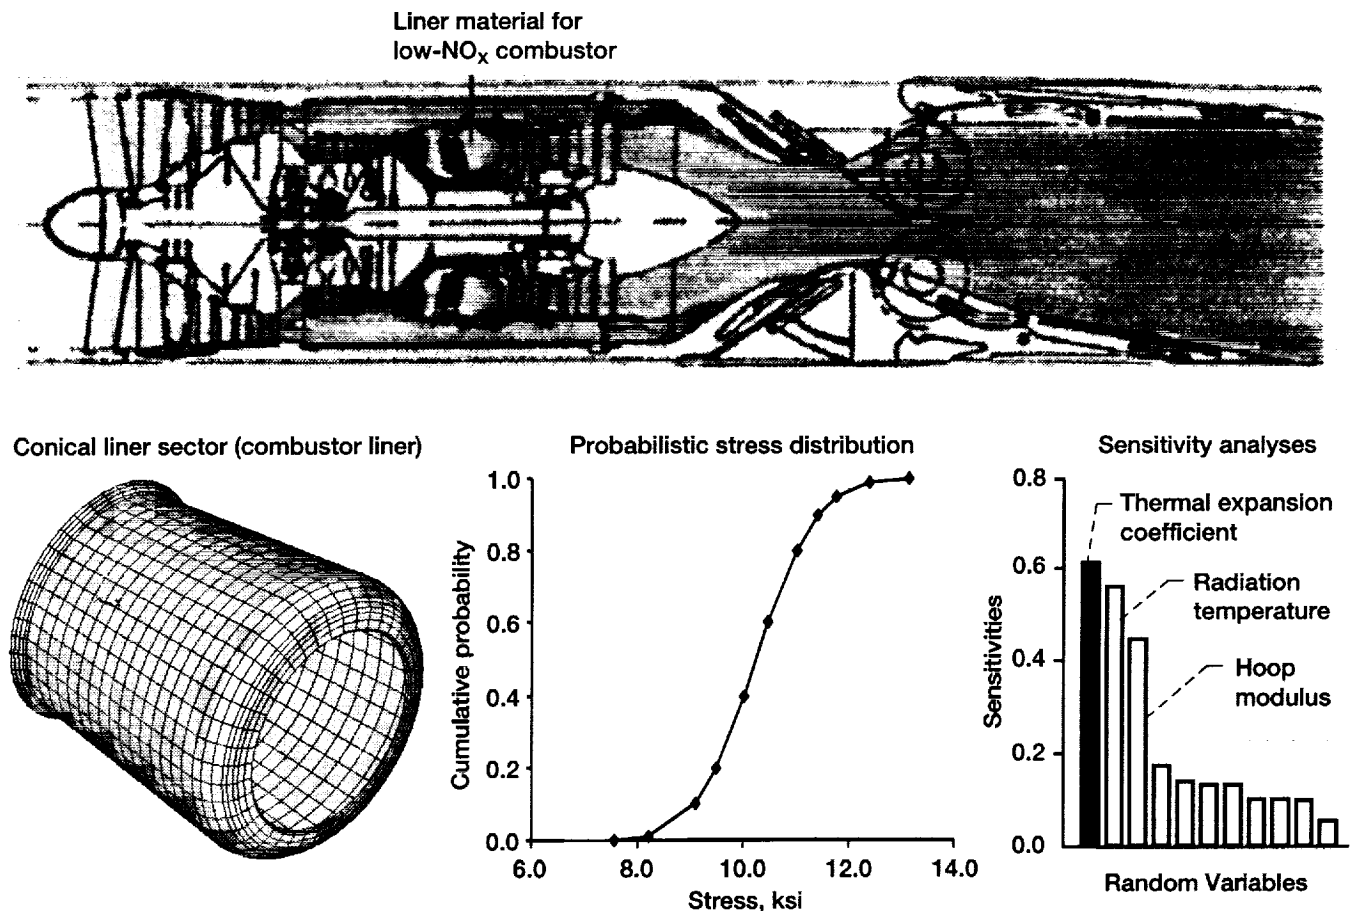 Liner material for
low-NOx combustor
Conical liner sector (combustor liner)
Probabilistic stress distribution
1.0
0.8
0.6
0.4
0.2
0.0
Cumulative probability
6.0 8.0 10.0 12.0 14.0
Stress, ksi
Sensitivity analyses
0.8
0.6
0.4
0.2
0.0
Sensitivities
Thermal expansion
coefficient
Radiation
temperature
Hoop
modulus
Random Variables